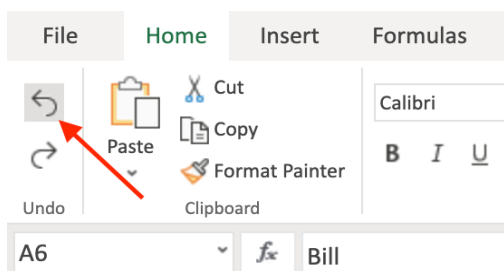 File Home Insert Formulas
Cut
Calibri
Copy
Paste
B I U
Format Painter
Undo Clipboard
A6 fx Bill